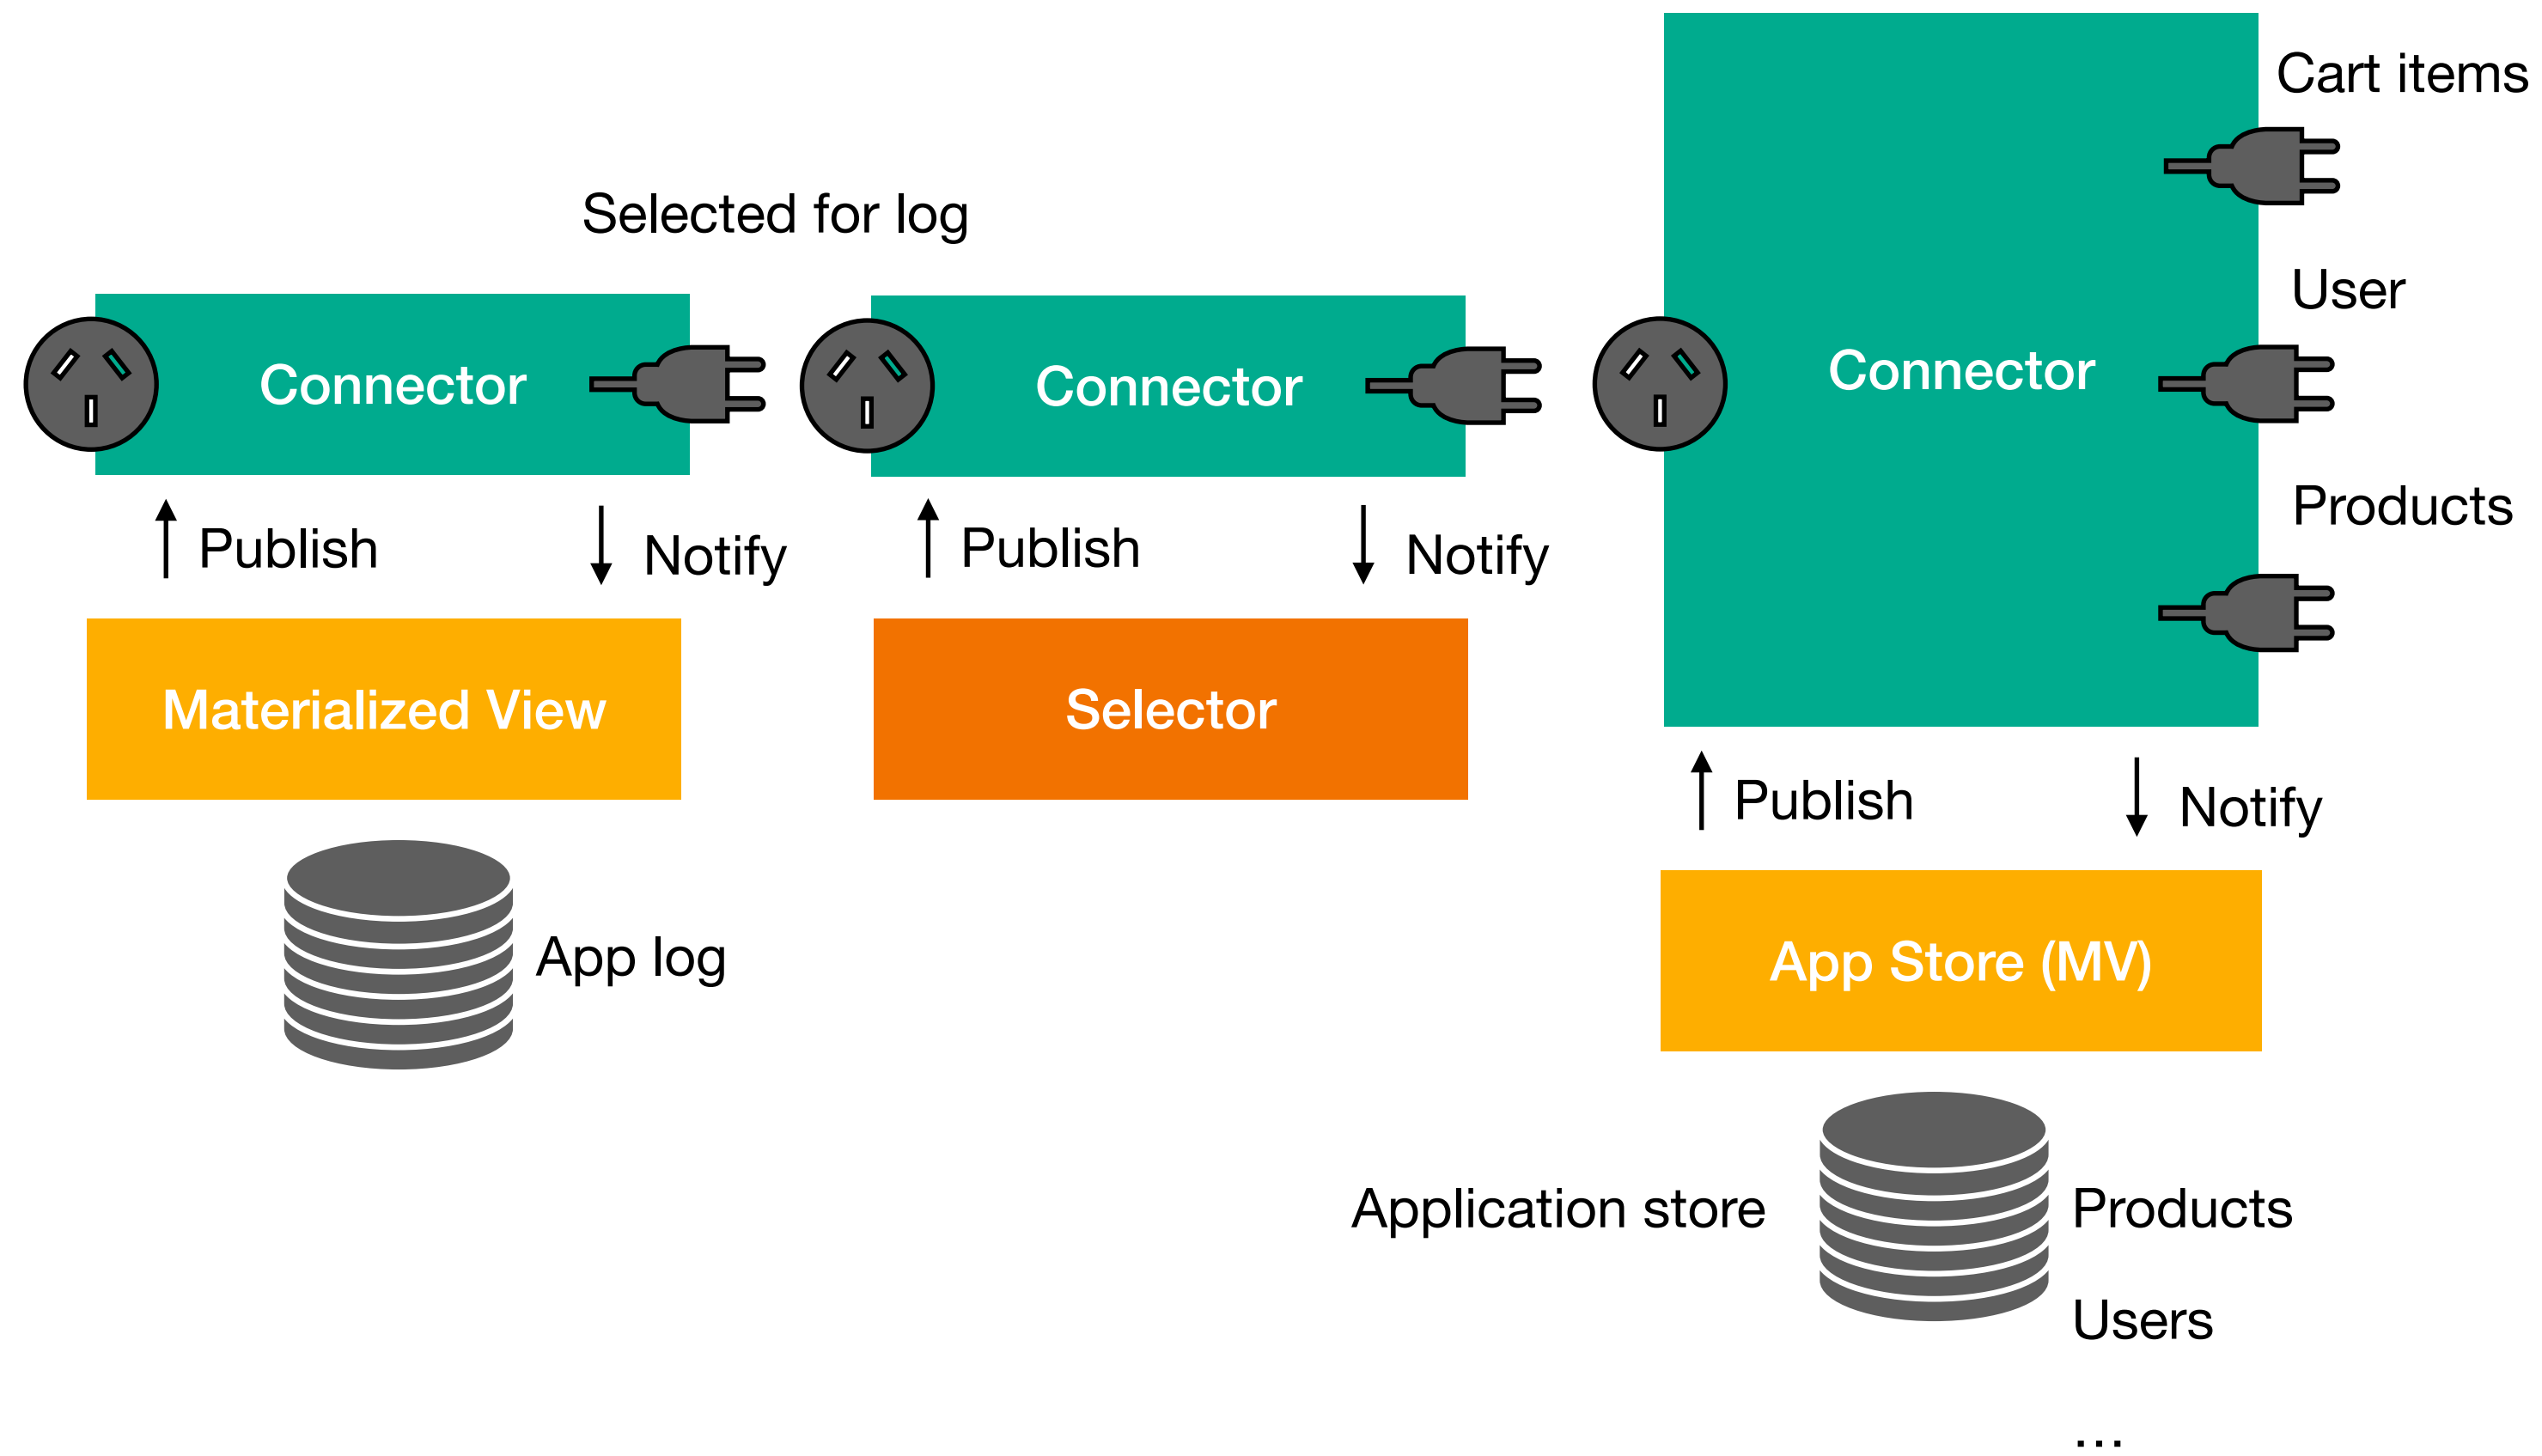 Cart items
Selected for log
User
Connector
Connector
Connector
Products
Publish
Notify
Publish
Notify
Materialized View
Selector
Publish
Notify
App log
App Store (MV)
Application store
Products
Users
...